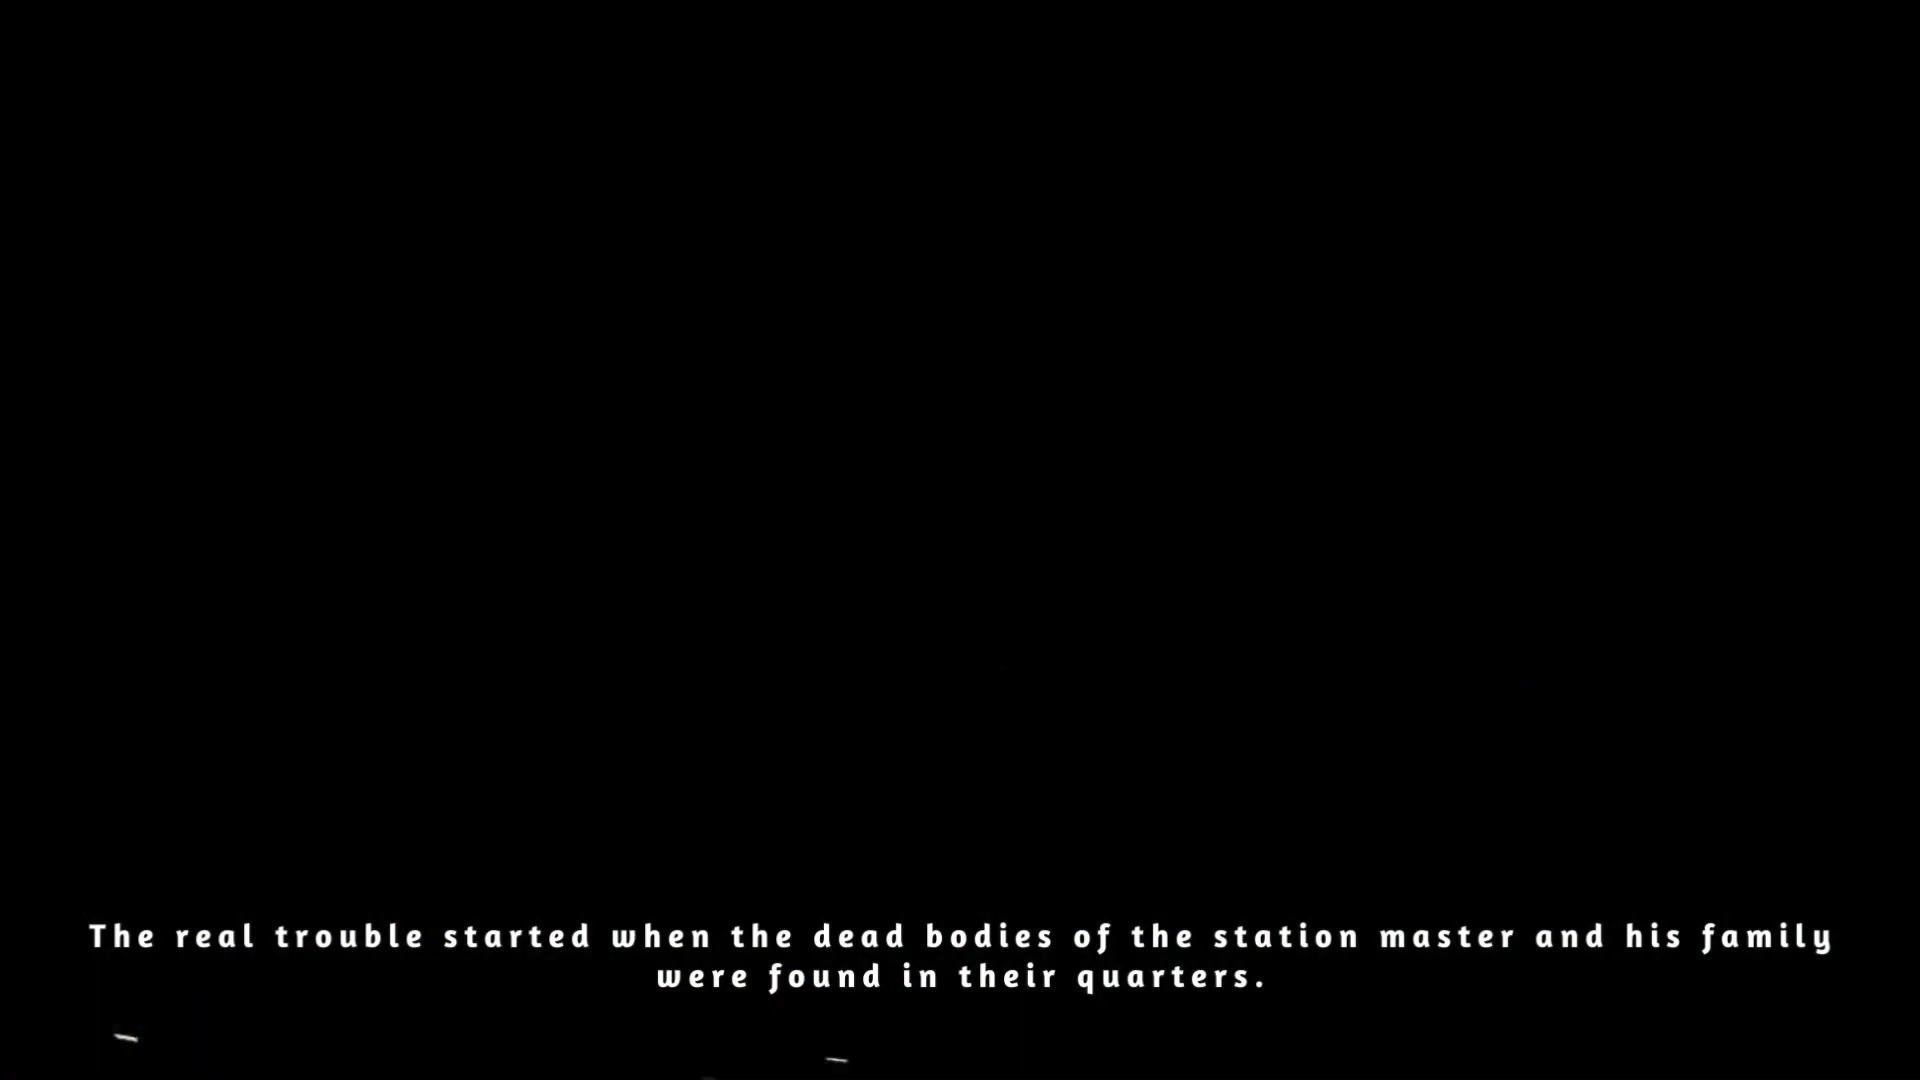 The real trouble started when the dead bodies of the station master and his family
were found in their quarters.